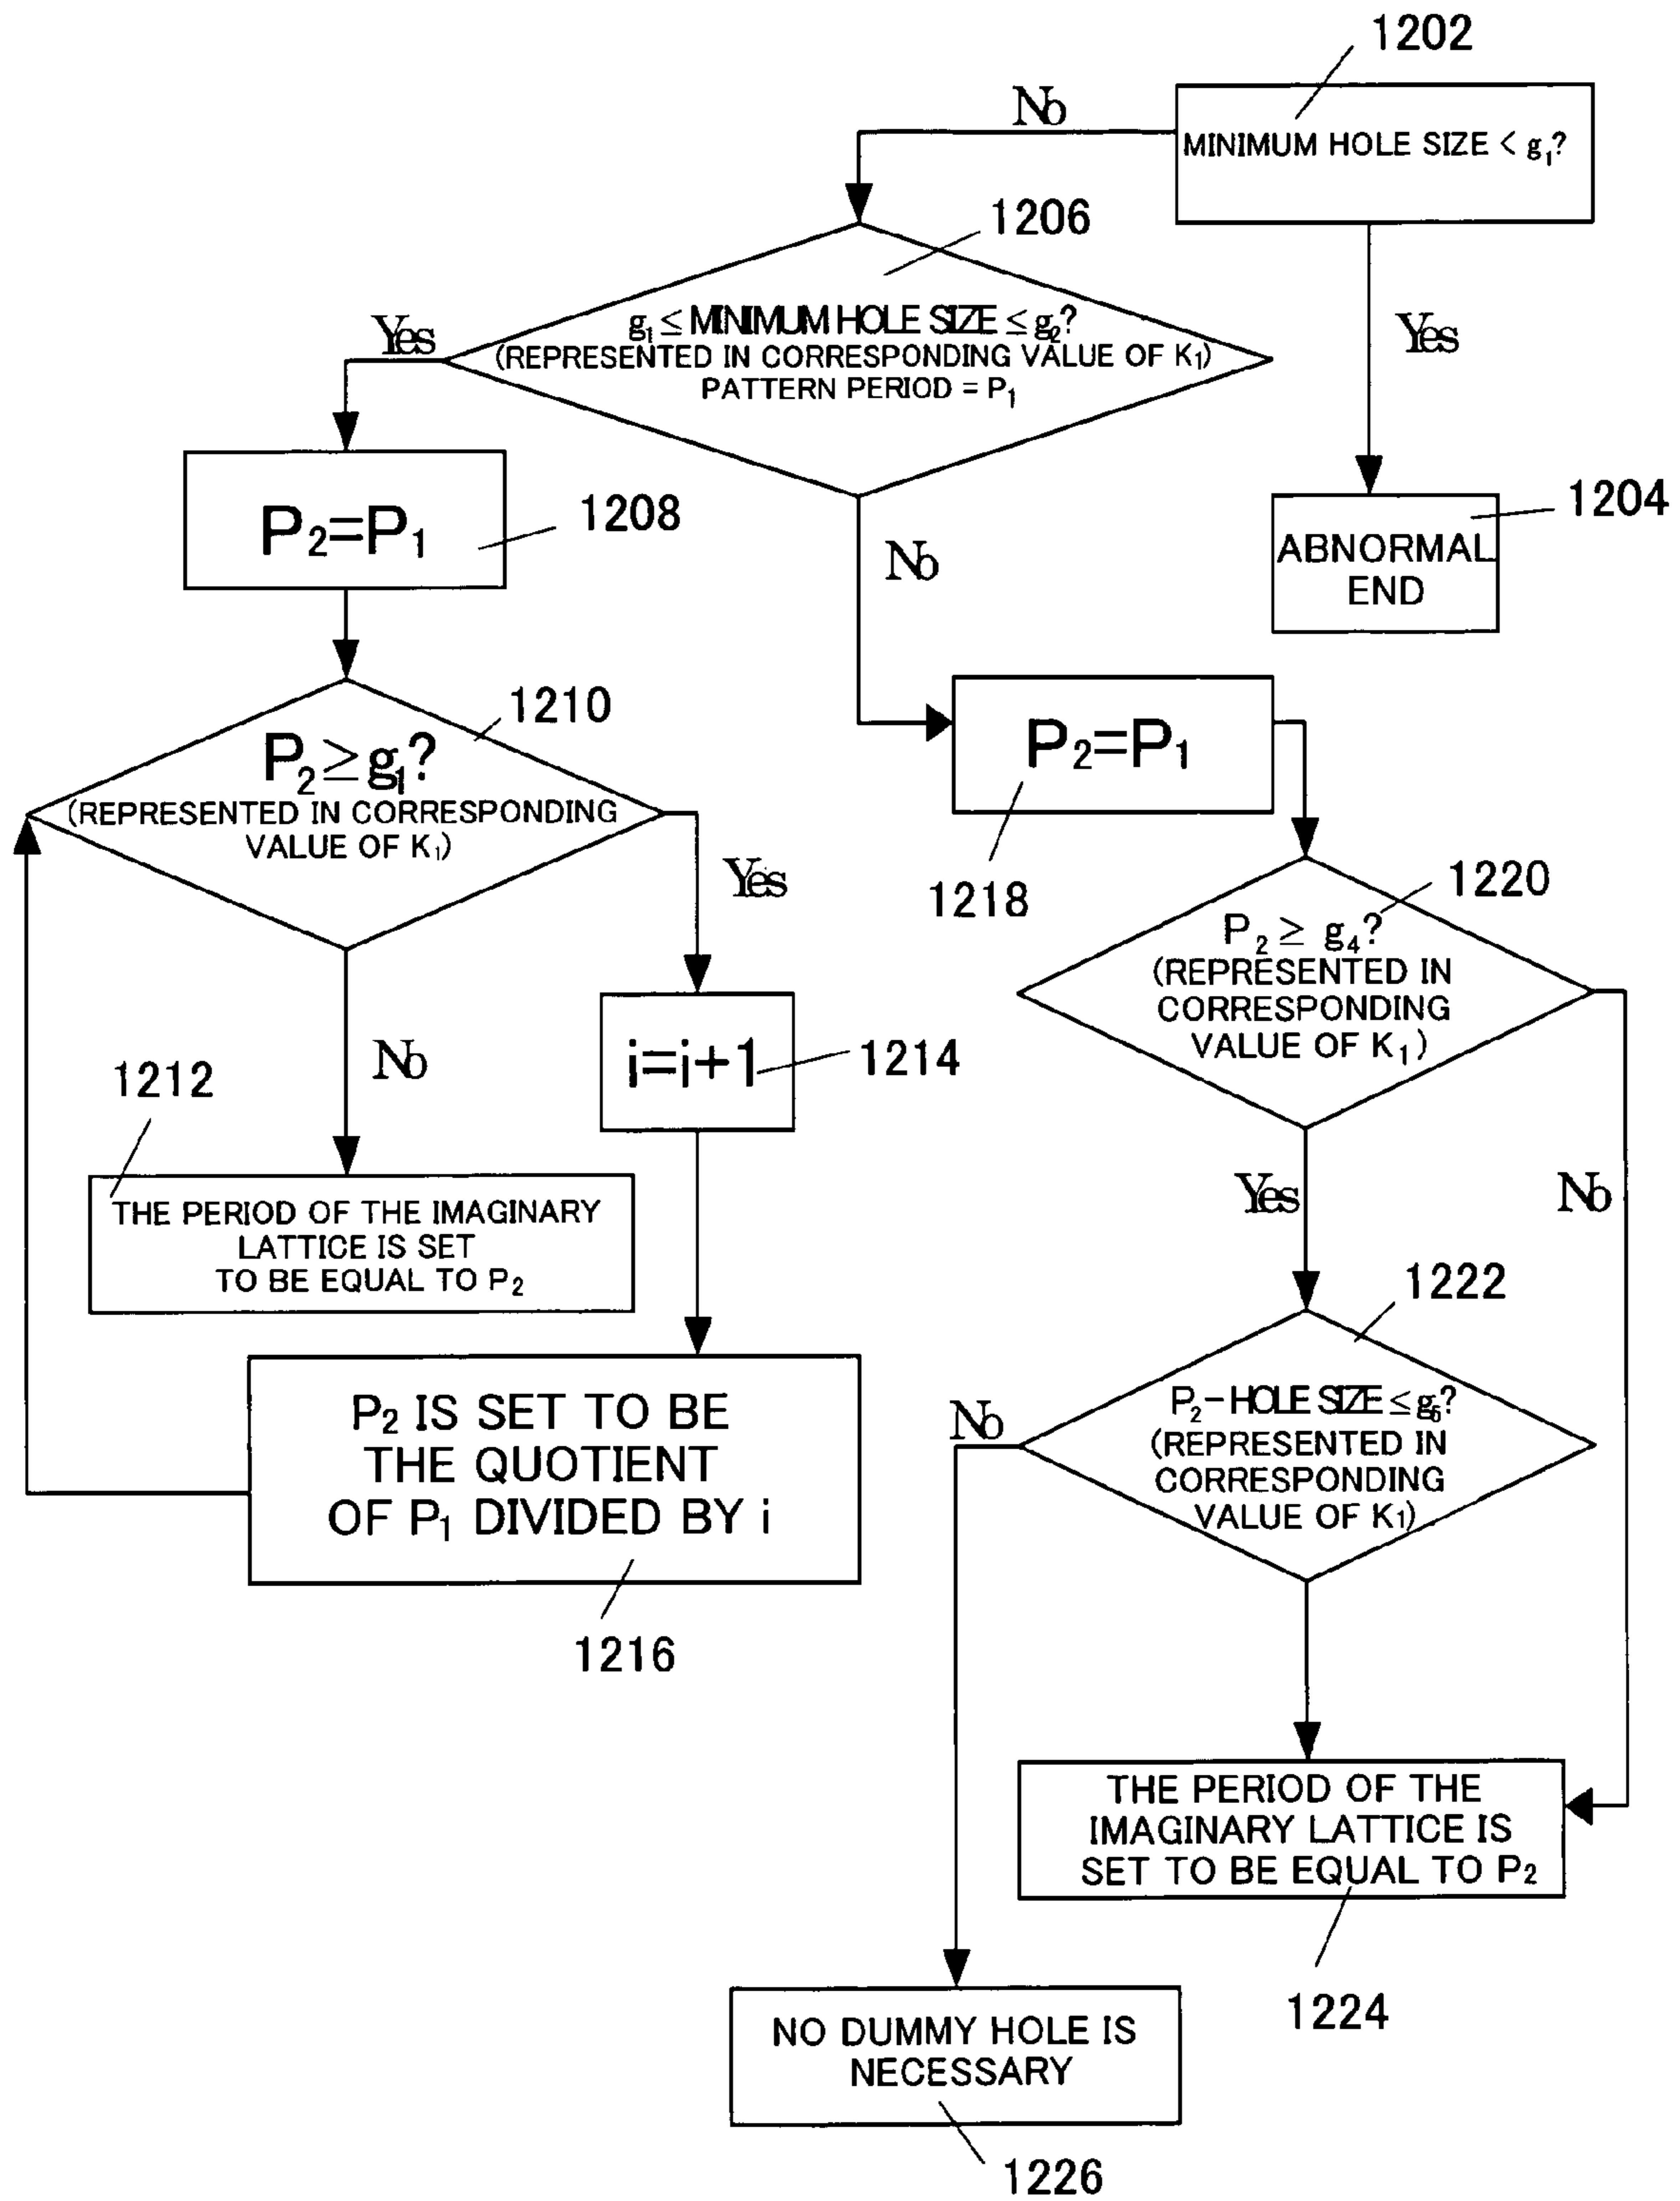 1202
No
MINIMUM HOLE SIZE < g₁?
1206
Yes
g₁ ≤ MINIMUM HOLE SIZE ≤ g₂?
(REPRESENTED IN CORRESPONDING VALUE OF K₁)
PATTERN PERIOD = P₁
Yes
1204
ABNORMAL
END
P₂=P₁
1208
No
1210
P₂ ≥ g₁?
(REPRESENTED IN CORRESPONDING
VALUE OF K₁)
P₂=P₁
1218
Yes
1220
P₂ ≥ g₄?
(REPRESENTED IN
CORRESPONDING
VALUE OF K₁)
No
i=i+1
1214
1212
THE PERIOD OF THE IMAGINARY
LATTICE IS SET
TO BE EQUAL TO P₂
Yes
No
1222
P₂ IS SET TO BE
THE QUOTIENT
OF P₁ DIVIDED BY i
1216
No
P₂-HOLE SIZE ≤
(REPRESENTED IN
CORRESPONDING
VALUE OF K₁)
THE PERIOD OF THE
IMAGINARY LATTICE IS
SET TO BE EQUAL TO P₂
1224
NO DUMMY HOLE IS
NECESSARY
1226